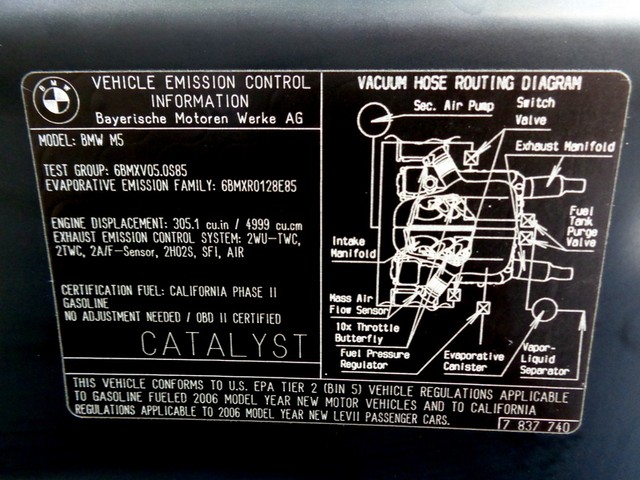 BMW
VEHICLE EMISSION CONTROL
INFORMATION
Bayerische Motoren Werke AG
MODEL: BMW M5
TEST GROUP: 6BMXV05.0S85
EVAPORATIVE EMISSION FAMILY: 6BMXR0128E85
ENGINE DISPLACEMENT: 305.1 cu.in / 4999 cu.cm
EXHAUST EMISSION CONTROL SYSTEM: 2WU-TWC,
2TWC, 2A/F-Sensor, 2HO2S, SFI, AIR
CERTIFICATION FUEL: CALIFORNIA PHASE II
GASOLINE
NO ADJUSTMENT NEEDED / OBD II CERTIFIED
CATALYST
VACUUM HOSE ROUTING DIAGRAM
Sec. Air Pump
Switch
Valve
Exhaust Manifold
Fuel
Tank
Purge
Valve
Intake
Manifold
Mass Air
Flow Sensor
10x Throttle
Butterfly
Fuel Pressure
Regulator
Evaporative
Canister
Vapor-
Liquid
Separator
THIS VEHICLE CONFORMS TO U.S. EPA TIER 2 (BIN 5) VEHICLE REGULATIONS APPLICABLE
TO GASOLINE FUELED 2006 MODEL YEAR NEW MOTOR VEHICLES AND TO CALIFORNIA
REGULATIONS APPLICABLE TO 2006 MODEL YEAR NEW LEVII PASSENGER CARS.
7 837 740